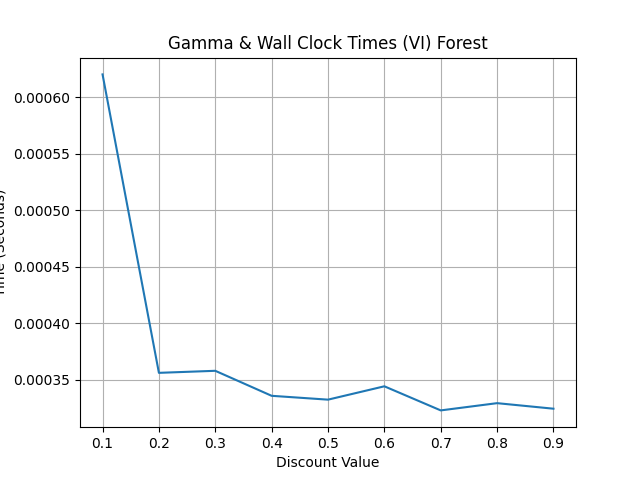 Gamma & Wall Clock Times (VI) Forest
0.00060
0.00055
0.00050
0.00045
0.00040
0.00035
Time (Seconds)
0.1 0.2 0.3 0.4 0.5 0.6 0.7 0.8 0.9
Discount Value